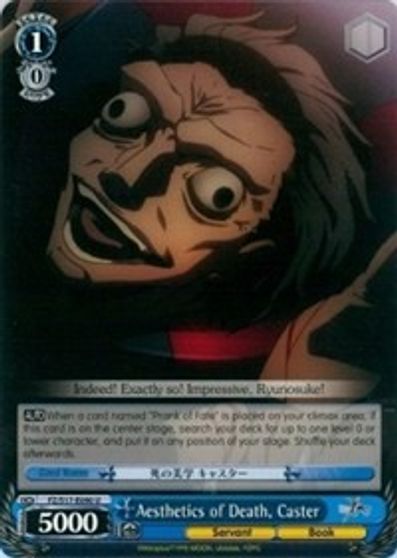 1
0
Indeed! Exactly so! Impressive, Ryunosuke!
AUTO When a card named "Prank of Fate" is placed on your climax area, if
this card is on the center stage, search your deck for up to one level 0 or
lower character, and put it on any position of your stage. Shuffle your deck
afterwards.
Card Name 死の美学 キャスター
FZ/S17-E090 U
5000 Aesthetics of Death, Caster
Servant Book